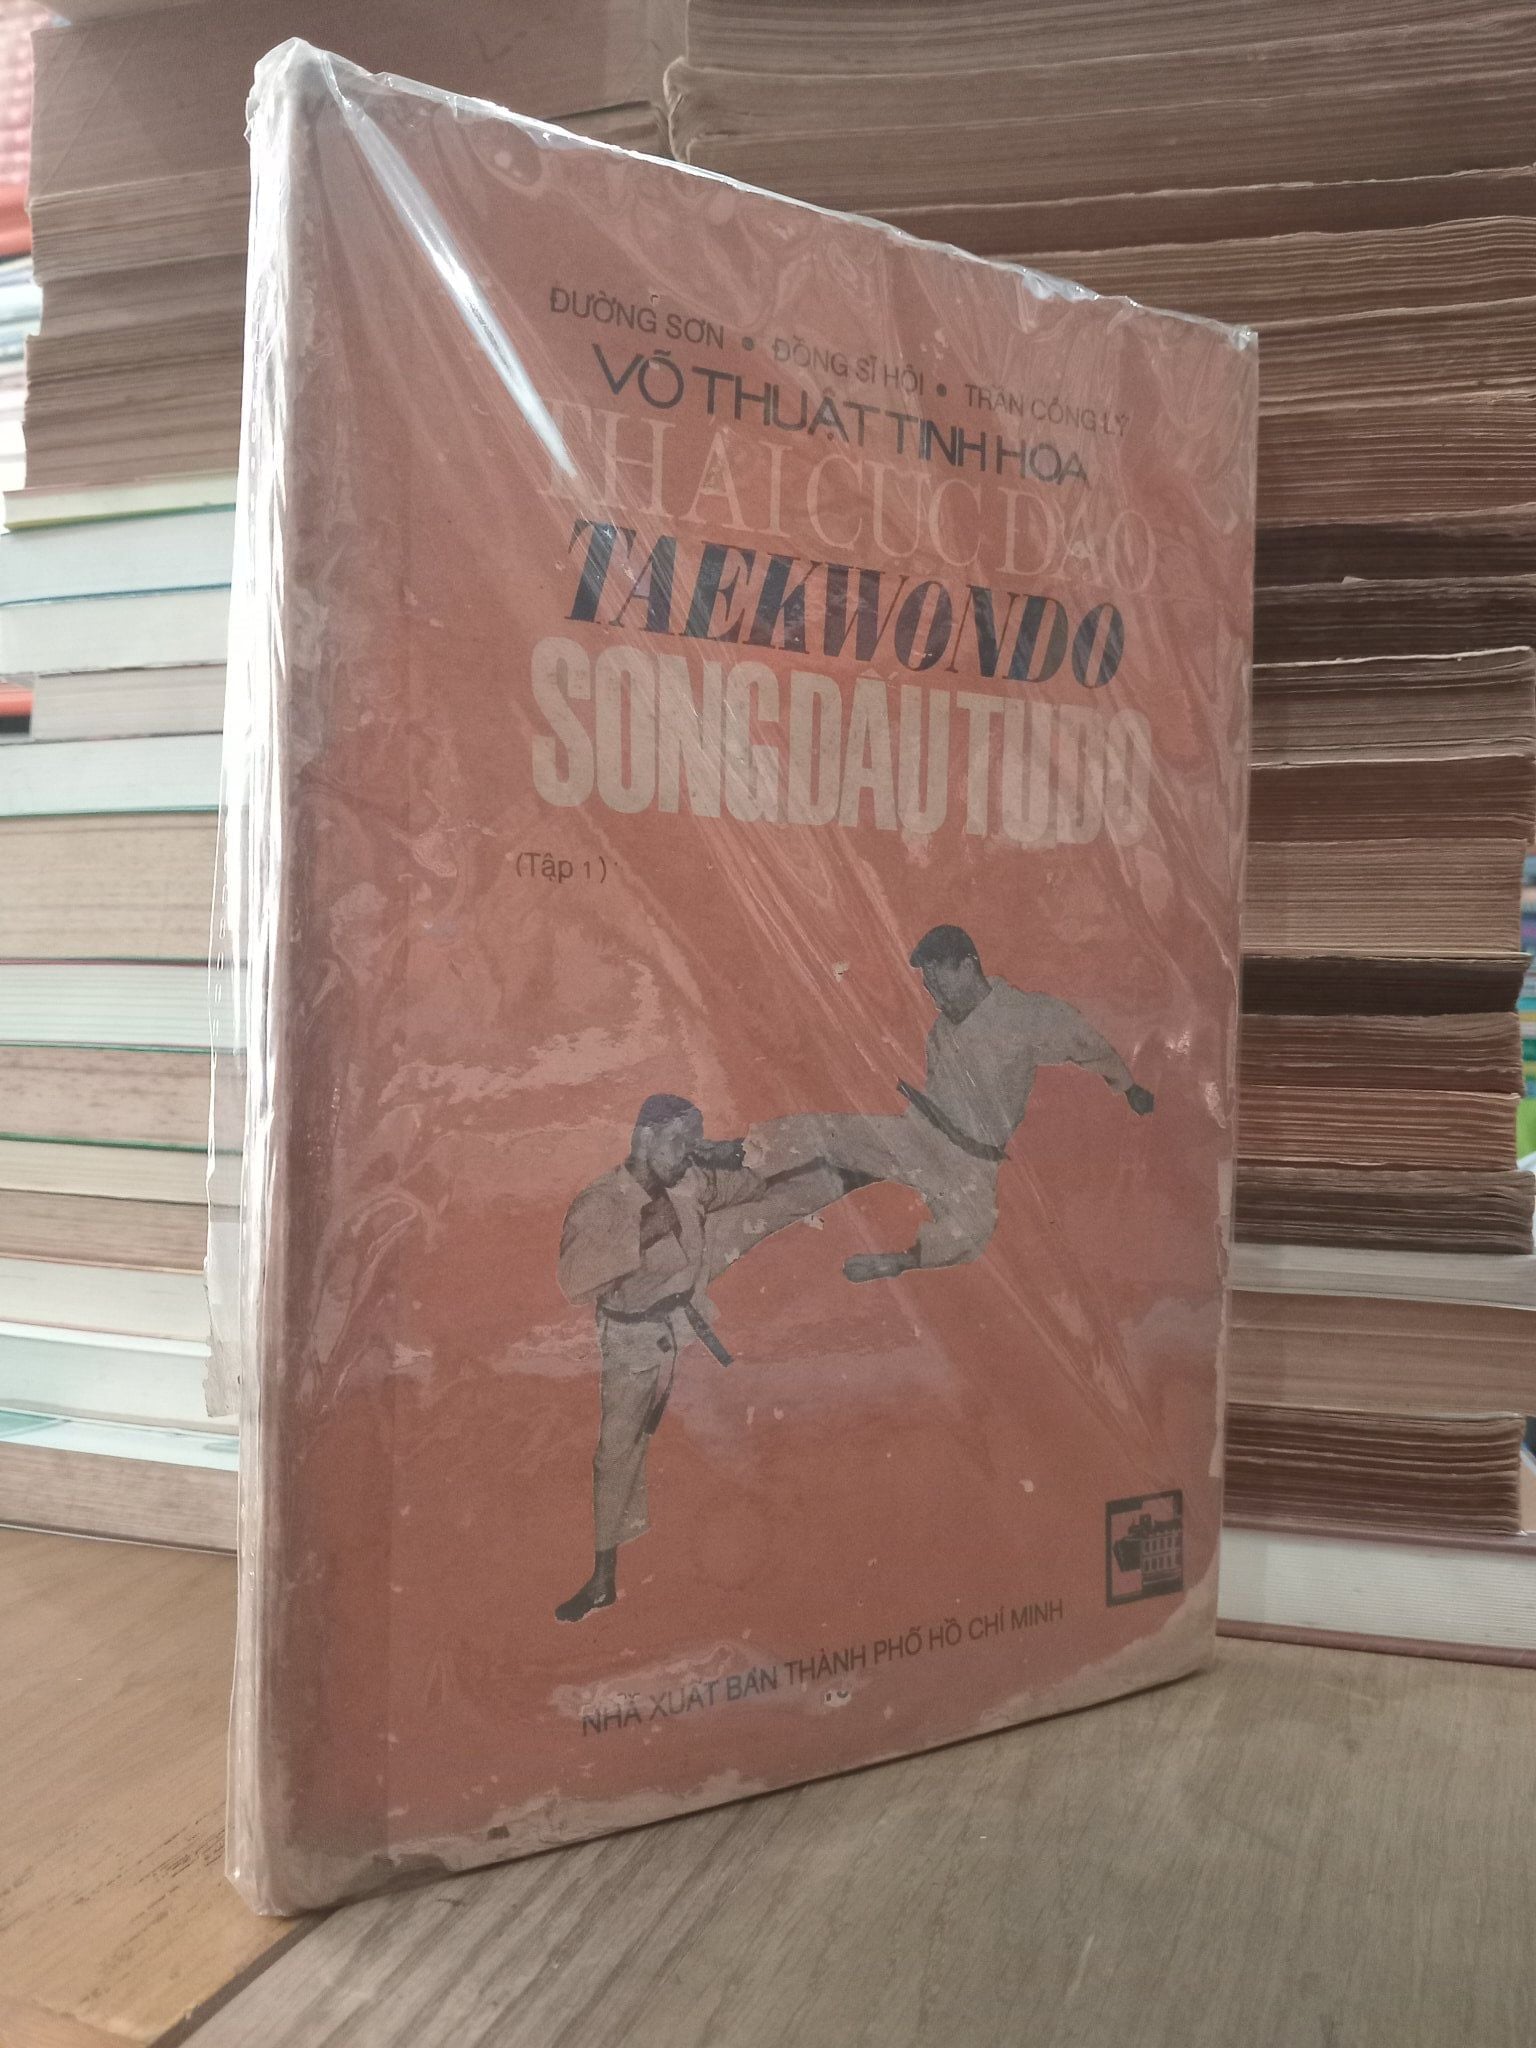 ĐƯỜNG SƠN • ĐỒNG SĨ HỘI • TRẦN CÔNG LÝ
VÕ THUẬT TINH HOA
THÁI CỰC ĐẠO
TAEKWONDO
SONG ĐẤU TỰ DO
(Tập 1)
NHÀ XUẤT BẢN THÀNH PHỐ HỒ CHÍ MINH